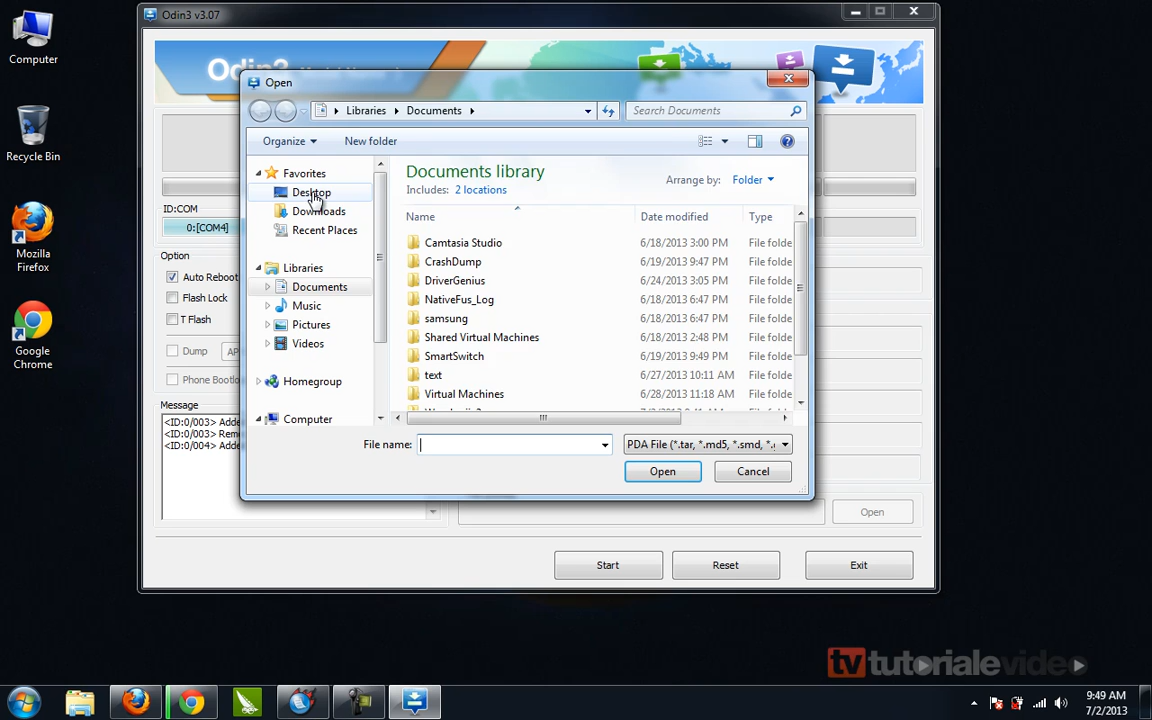 Odin3 v3.07
Computer
Recycle Bin
Mozilla
Firefox
Google
Chrome
Open
Libraries
Documents
Search Documents
Organize
New folder
Favorites
Desktop
Downloads
Recent Places
Libraries
Documents
Music
Pictures
Videos
Homegroup
Computer
Documents library
Includes: 2 locations
Arrange by: Folder
Name Date modified Type
Camtasia Studio 6/18/2013 3:00 PM File folde
CrashDump 6/19/2013 9:47 PM File folde
DriverGenius 6/24/2013 3:05 PM File folde
NativeFus_Log 6/18/2013 6:47 PM File folde
samsung 6/18/2013 6:47 PM File folde
Shared Virtual Machines 6/18/2013 2:48 PM File folde
SmartSwitch 6/19/2013 9:49 PM File folde
text 6/27/2013 10:11 AM File folde
Virtual Machines 6/28/2013 11:18 AM File folde
File name:
PDA File (*.tar, *.md5, *.smd, *.
Open
Cancel
ID:COM
0:[COM4]
Option
Auto Reboot
Flash Lock
T Flash
Dump
AP
Phone Bootlo
Message
<ID:0/003> Adde
<ID:0/003> Rem
<ID:0/004> Adde
Open
Start
Reset
Exit
tv tutorialevideo
9:49 AM
7/2/2013